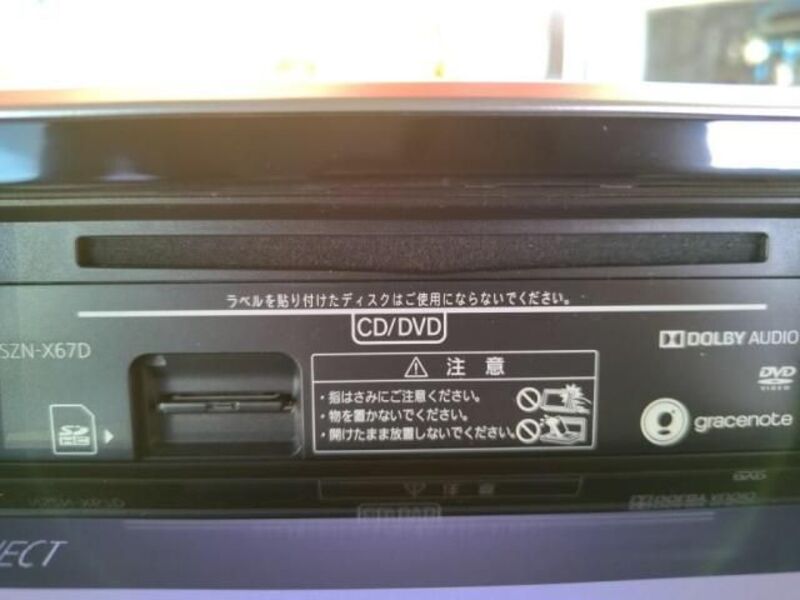 ラベルを貼り付けたディスクはご使用にならないでください。
CD/DVD
SZN-X67D
DOLBY AUDIO
注意
DVD
VIDEO
・指はさみにご注意ください。
・物を置かないでください。
・開けたまま放置しないでください。
SD
gracenote
NECT